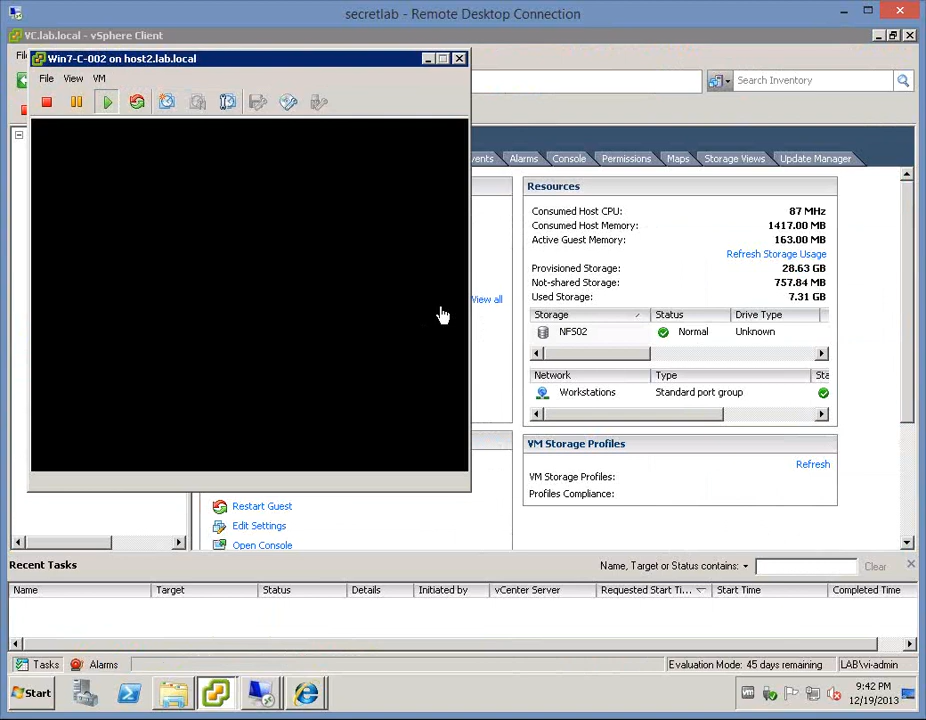 secretlab - Remote Desktop Connection
VC.lab.local - vSphere Client
Win7-C-002 on host2.lab.local
File View VM
Search Inventory
Alarms Console Permissions Maps Storage Views Update Manager
Resources
Consumed Host CPU: 87 MHz
Consumed Host Memory: 1417.00 MB
Active Guest Memory: 163.00 MB
Refresh Storage Usage
Provisioned Storage: 28.63 GB
Not-shared Storage: 757.84 MB
Used Storage: 7.31 GB
View all
Storage Status Drive Type
NFS02 Normal Unknown
Network Type Sta
Workstations Standard port group
VM Storage Profiles
Refresh
VM Storage Profiles:
Profiles Compliance:
Restart Guest
Edit Settings
Open Console
Recent Tasks
Name, Target or Status contains: Clear
Name Target Status Details Initiated by vCenter Server Requested Start Ti... Start Time Completed Time
Tasks Alarms
Evaluation Mode: 45 days remaining LAB\vi-admin
Start
9:42 PM
12/19/2013